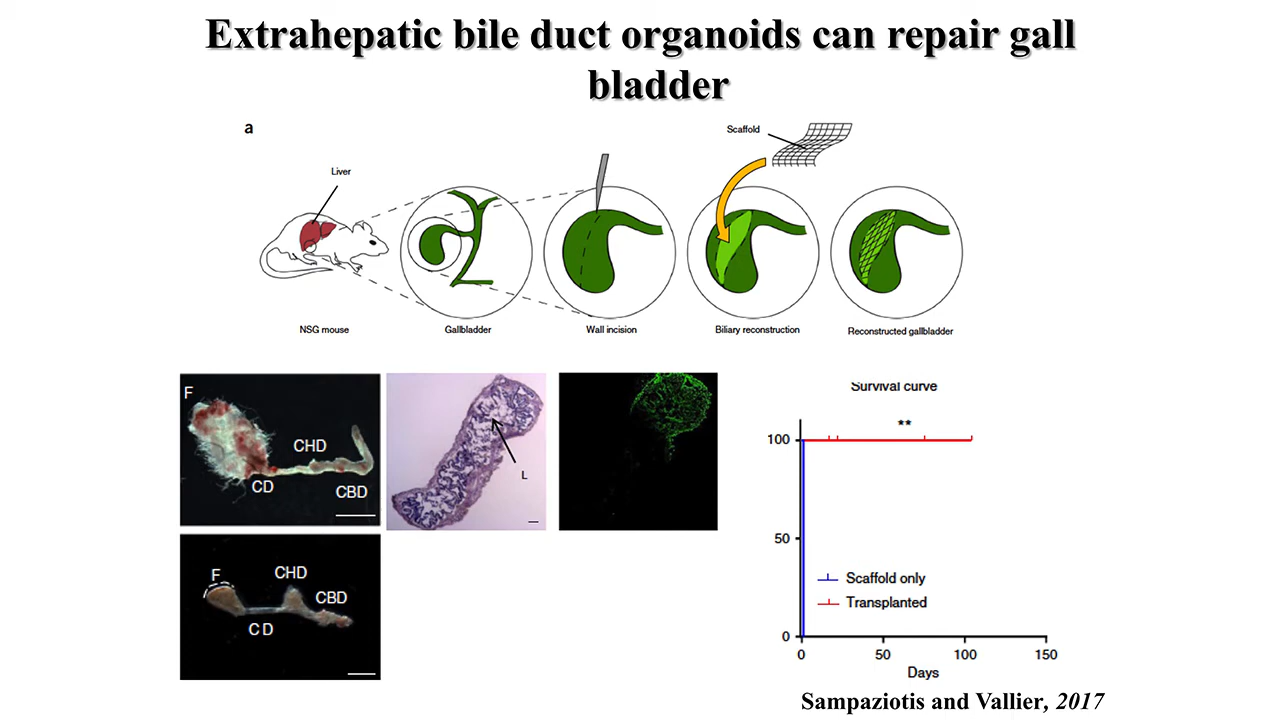 Extrahepatic bile duct organoids can repair gall
bladder
a
Scaffold
Liver
NSG mouse
Gallbladder
Wall incision
Biliary reconstruction
Reconstructed gallbladder
F
CHD
CD
CBD
L
F
CHD
CBD
CD
Survival curve
**
100
50
0
Scaffold only
Transplanted
0 50 100 150
Days
Sampaziotis and Vallier, 2017